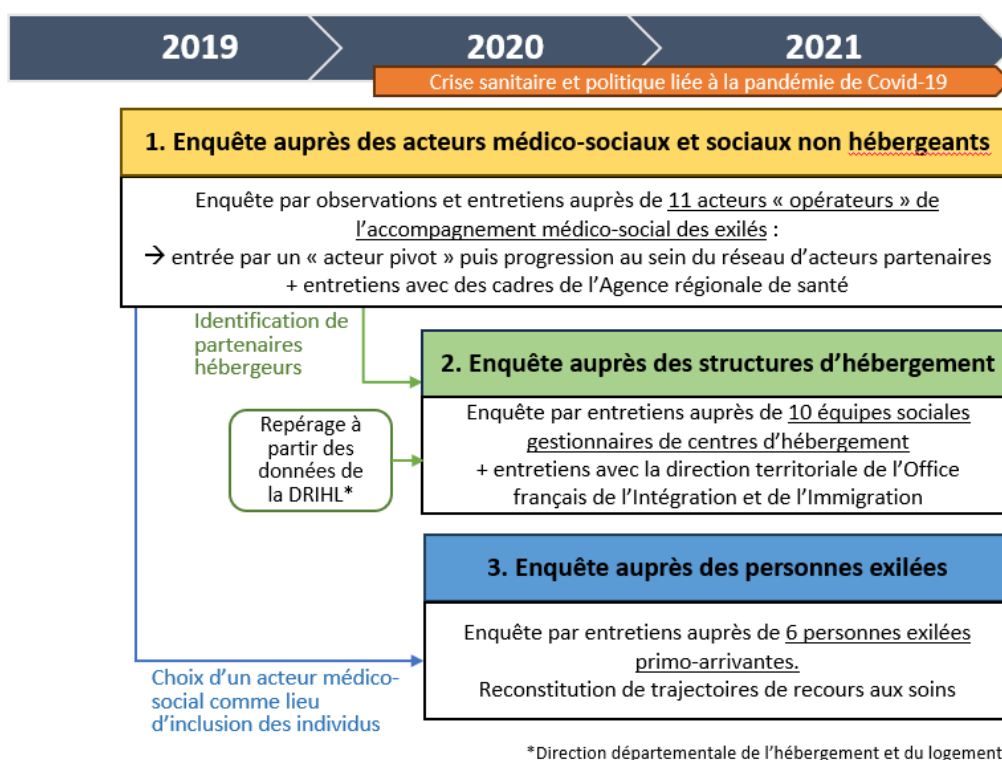 2019
2020
2021
Crise sanitaire et politique liée à la pandémie de Covid-19
1. Enquête auprès des acteurs médico-sociaux et sociaux non hébergeants
Enquête par observations et entretiens auprès de 11 acteurs « opérateurs » de
l’accompagnement médico-social des exilés :
→ entrée par un « acteur pivot » puis progression au sein du réseau d’acteurs partenaires
+ entretiens avec des cadres de l’Agence régionale de santé
Identification de
partenaires
hébergeurs
2. Enquête auprès des structures d’hébergement
Enquête par entretiens auprès de 10 équipes sociales
gestionnaires de centres d’hébergement
+ entretiens avec la direction territoriale de l’Office
français de l’Intégration et de l’Immigration
Repérage à
partir des
données de
la DRIHL*
3. Enquête auprès des personnes exilées
Enquête par entretiens auprès de 6 personnes exilées
primo-arrivantes.
Reconstitution de trajectoires de recours aux soins
Choix d’un acteur médico-
social comme lieu
d’inclusion des individus
*Direction départementale de l’hébergement et du logement